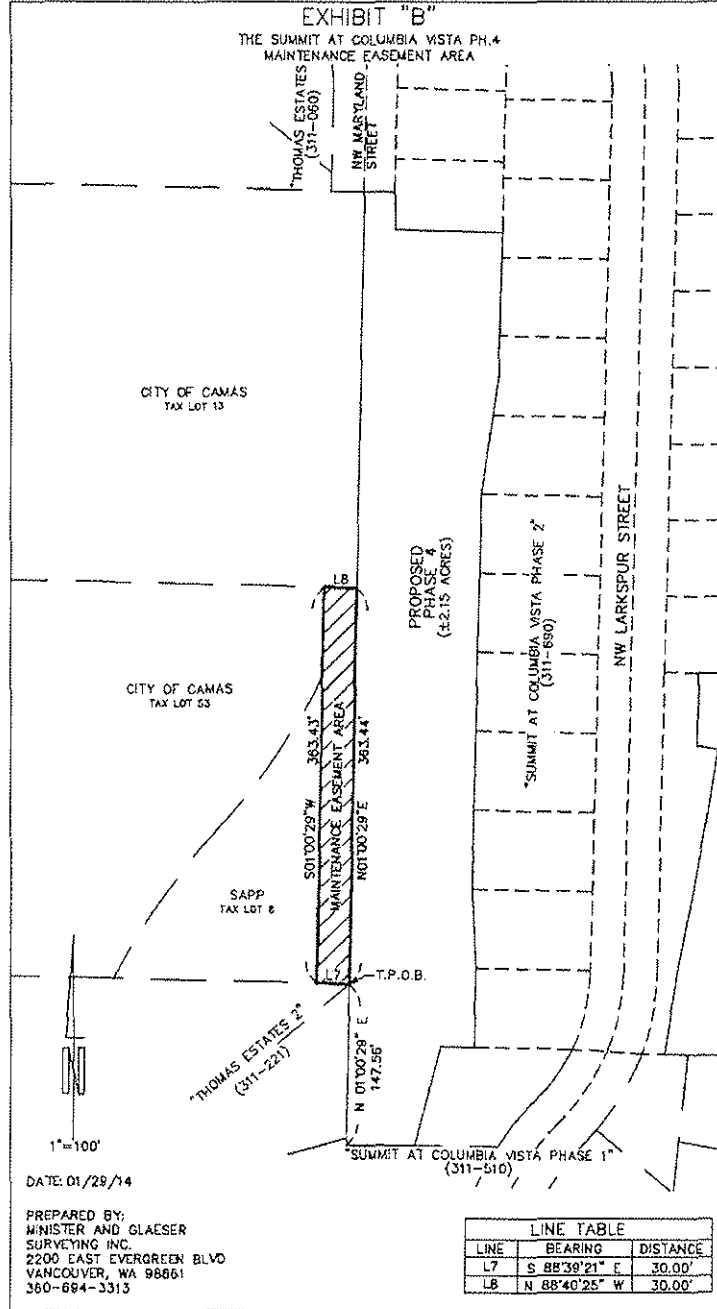 EXHIBIT "B"
THE SUMMIT AT COLUMBIA VISTA PH.4
MAINTENANCE EASEMENT AREA
"THOMAS ESTATES
(311-060)
NW MARYLAND
STREET
CITY OF CAMAS
TAX LOT 13
PROPOSED
PHASE 4
(±2.15 ACRES)
"SUMMIT AT COLUMBIA VISTA PHASE 2"
(311-690)
NW LARKSPUR STREET
L8
CITY OF CAMAS
TAX LOT 53
363.43'
S01°00'29"W
MAINTENANCE EASEMENT AREA
363.44'
N01°00'29"E
SAPP
TAX LOT 8
L7
T.P.O.B.
"THOMAS ESTATES 2"
(311-221)
N 01°00'29" E
147.56'
1"=100'
"SUMMIT AT COLUMBIA VISTA PHASE 1"
(311-510)
DATE: 01/29/14
PREPARED BY:
MINISTER AND GLAESER
SURVEYING INC.
2200 EAST EVERGREEN BLVD
VANCOUVER, WA 98661
360-694-3313
LINE TABLE
LINE BEARING DISTANCE
L7 S 88°39'21" E 30.00'
L8 N 88°40'25" W 30.00'